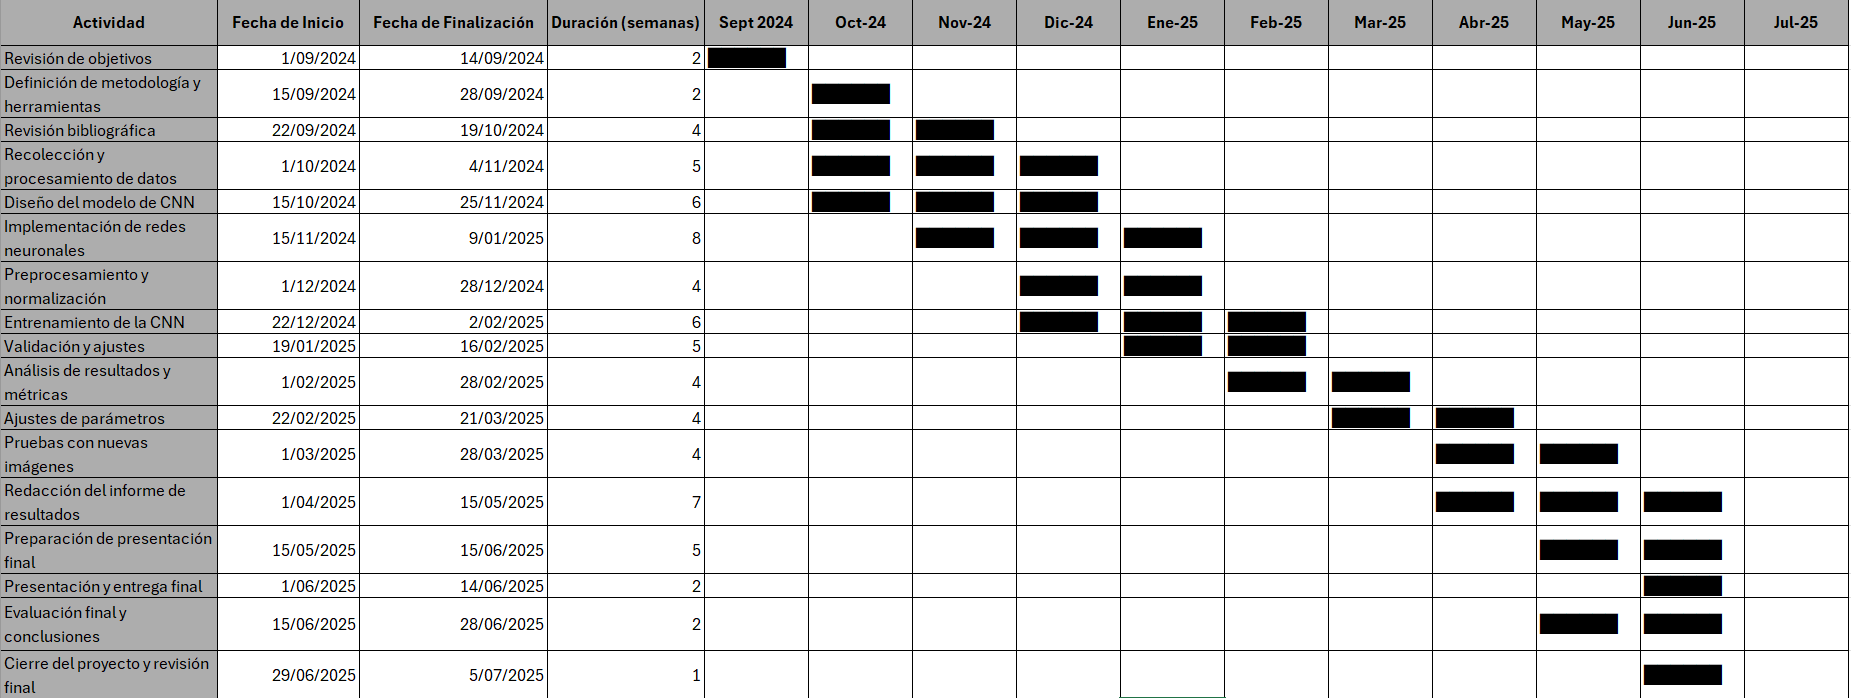 Actividad Fecha de Inicio Fecha de Finalización Duración (semanas) Sept 2024 Oct-24 Nov-24 Dic-24 Ene-25 Feb-25 Mar-25 Abr-25 May-25 Jun-25 Jul-25
Revisión de objetivos 1/09/2024 14/09/2024 2
Definición de metodología y
herramientas 15/09/2024 28/09/2024 2
Revisión bibliográfica 22/09/2024 19/10/2024 4
Recolección y
procesamiento de datos 1/10/2024 4/11/2024 5
Diseño del modelo de CNN 15/10/2024 25/11/2024 6
Implementación de redes
neuronales 15/11/2024 9/01/2025 8
Preprocesamiento y
normalización 1/12/2024 28/12/2024 4
Entrenamiento de la CNN 22/12/2024 2/02/2025 6
Validación y ajustes 19/01/2025 16/02/2025 5
Análisis de resultados y
métricas 1/02/2025 28/02/2025 4
Ajustes de parámetros 22/02/2025 21/03/2025 4
Pruebas con nuevas
imágenes 1/03/2025 28/03/2025 4
Redacción del informe de
resultados 1/04/2025 15/05/2025 7
Preparación de presentación
final 15/05/2025 15/06/2025 5
Presentación y entrega final 1/06/2025 14/06/2025 2
Evaluación final y
conclusiones 15/06/2025 28/06/2025 2
Cierre del proyecto y revisión
final 29/06/2025 5/07/2025 1